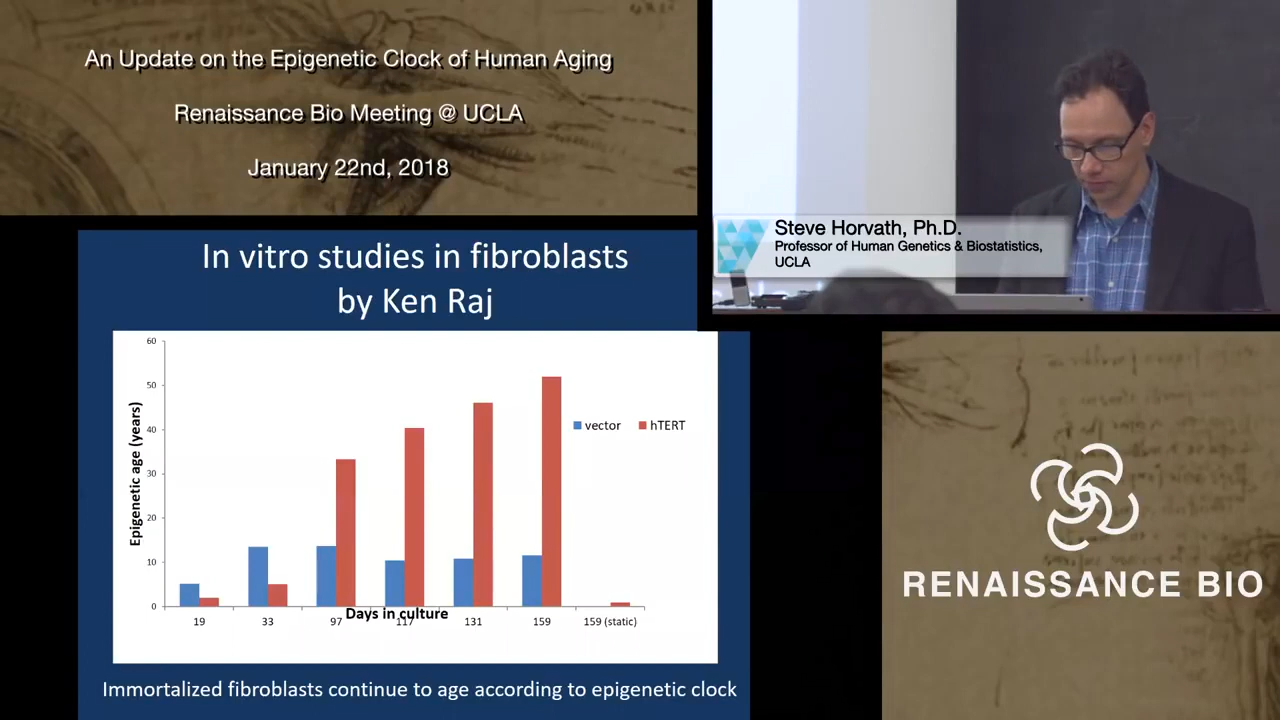 An Update on the Epigenetic Clock of Human Aging
Renaissance Bio Meeting @ UCLA
January 22nd, 2018
Steve Horvath, Ph.D.
Professor of Human Genetics & Biostatistics,
UCLA
In vitro studies in fibroblasts
by Ken Raj
60
50
40
30
20
10
0
Epigenetic age (years)
vector
hTERT
Days in culture
19
33
97
117
131
159
159 (static)
Immortalized fibroblasts continue to age according to epigenetic clock
RENAISSANCE BIO